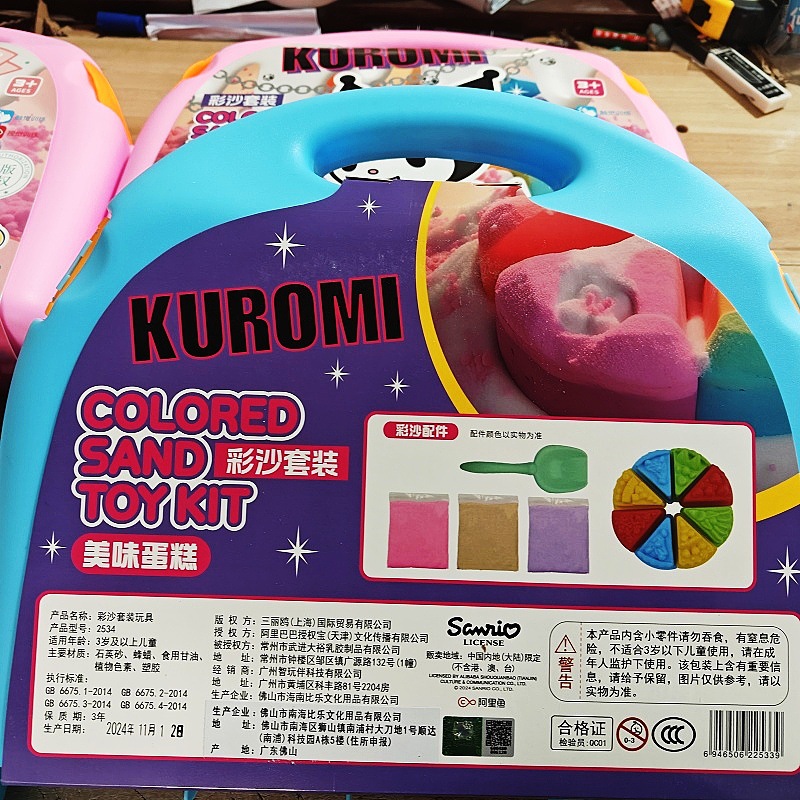 KUROMI
3+
AGES
彩沙套装
3+
AGES
KUROMI
COLORED
SAND
彩沙套装
TOY KIT
美味蛋糕
彩沙配件
配件颜色以实物为准
产品名称: 彩沙套装玩具
产品型号: 2534
适用年龄: 3岁及以上儿童
主要材质: 石英砂、蜂蜡、食用甘油、
植物色素、塑胶
执行标准:
GB 6675.1-2014 GB 6675.2-2014
GB 6675.3-2014 GB 6675.4-2014
保 质 期: 3年
生产日期: 2024年 11月 1 2日
版 权 方: 三丽鸥(上海)国际贸易有限公司
授 权 方: 阿里巴巴授权宝(天津)文化传播有限公司
被授权方: 常州市武进大裕乳胶制品有限公司
地 址: 常州市钟楼区邹区镇广源路132号(1幢)
经 销 商: 广州智玩伴科技有限公司
地 址: 广州市黄埔区科丰路81号2204房
生产企业: 佛山市南海比乐文化用品有限公司
生产企业: 佛山市南海比乐文化用品有限公司
地 址: 佛山市南海区狮山镇南浦村大刀地1号顺达
(南浦)科技园A栋5楼(住所申报)
产 地: 广东佛山
Sanrio
LICENSE
贩卖地域: 中国内地(大陆)限定
(不含港、澳、台)
LICENSED BY ALIBABA SHOUQUANBAO (TIANJIN)
CULTURE & COMMUNICATION CO., LTD.
© 2024 SANRIO CO., LTD.
阿里鱼
警告
本产品内含小零件请勿吞食,有窒息危
险,不适合3岁以下儿童使用,请在成
年人监护下使用。该包装上含有重要信
息,请给予保留,图片仅供参考,请以
实物为准。
合格证
检验员:QC01
0-3
CCC
6946506225339